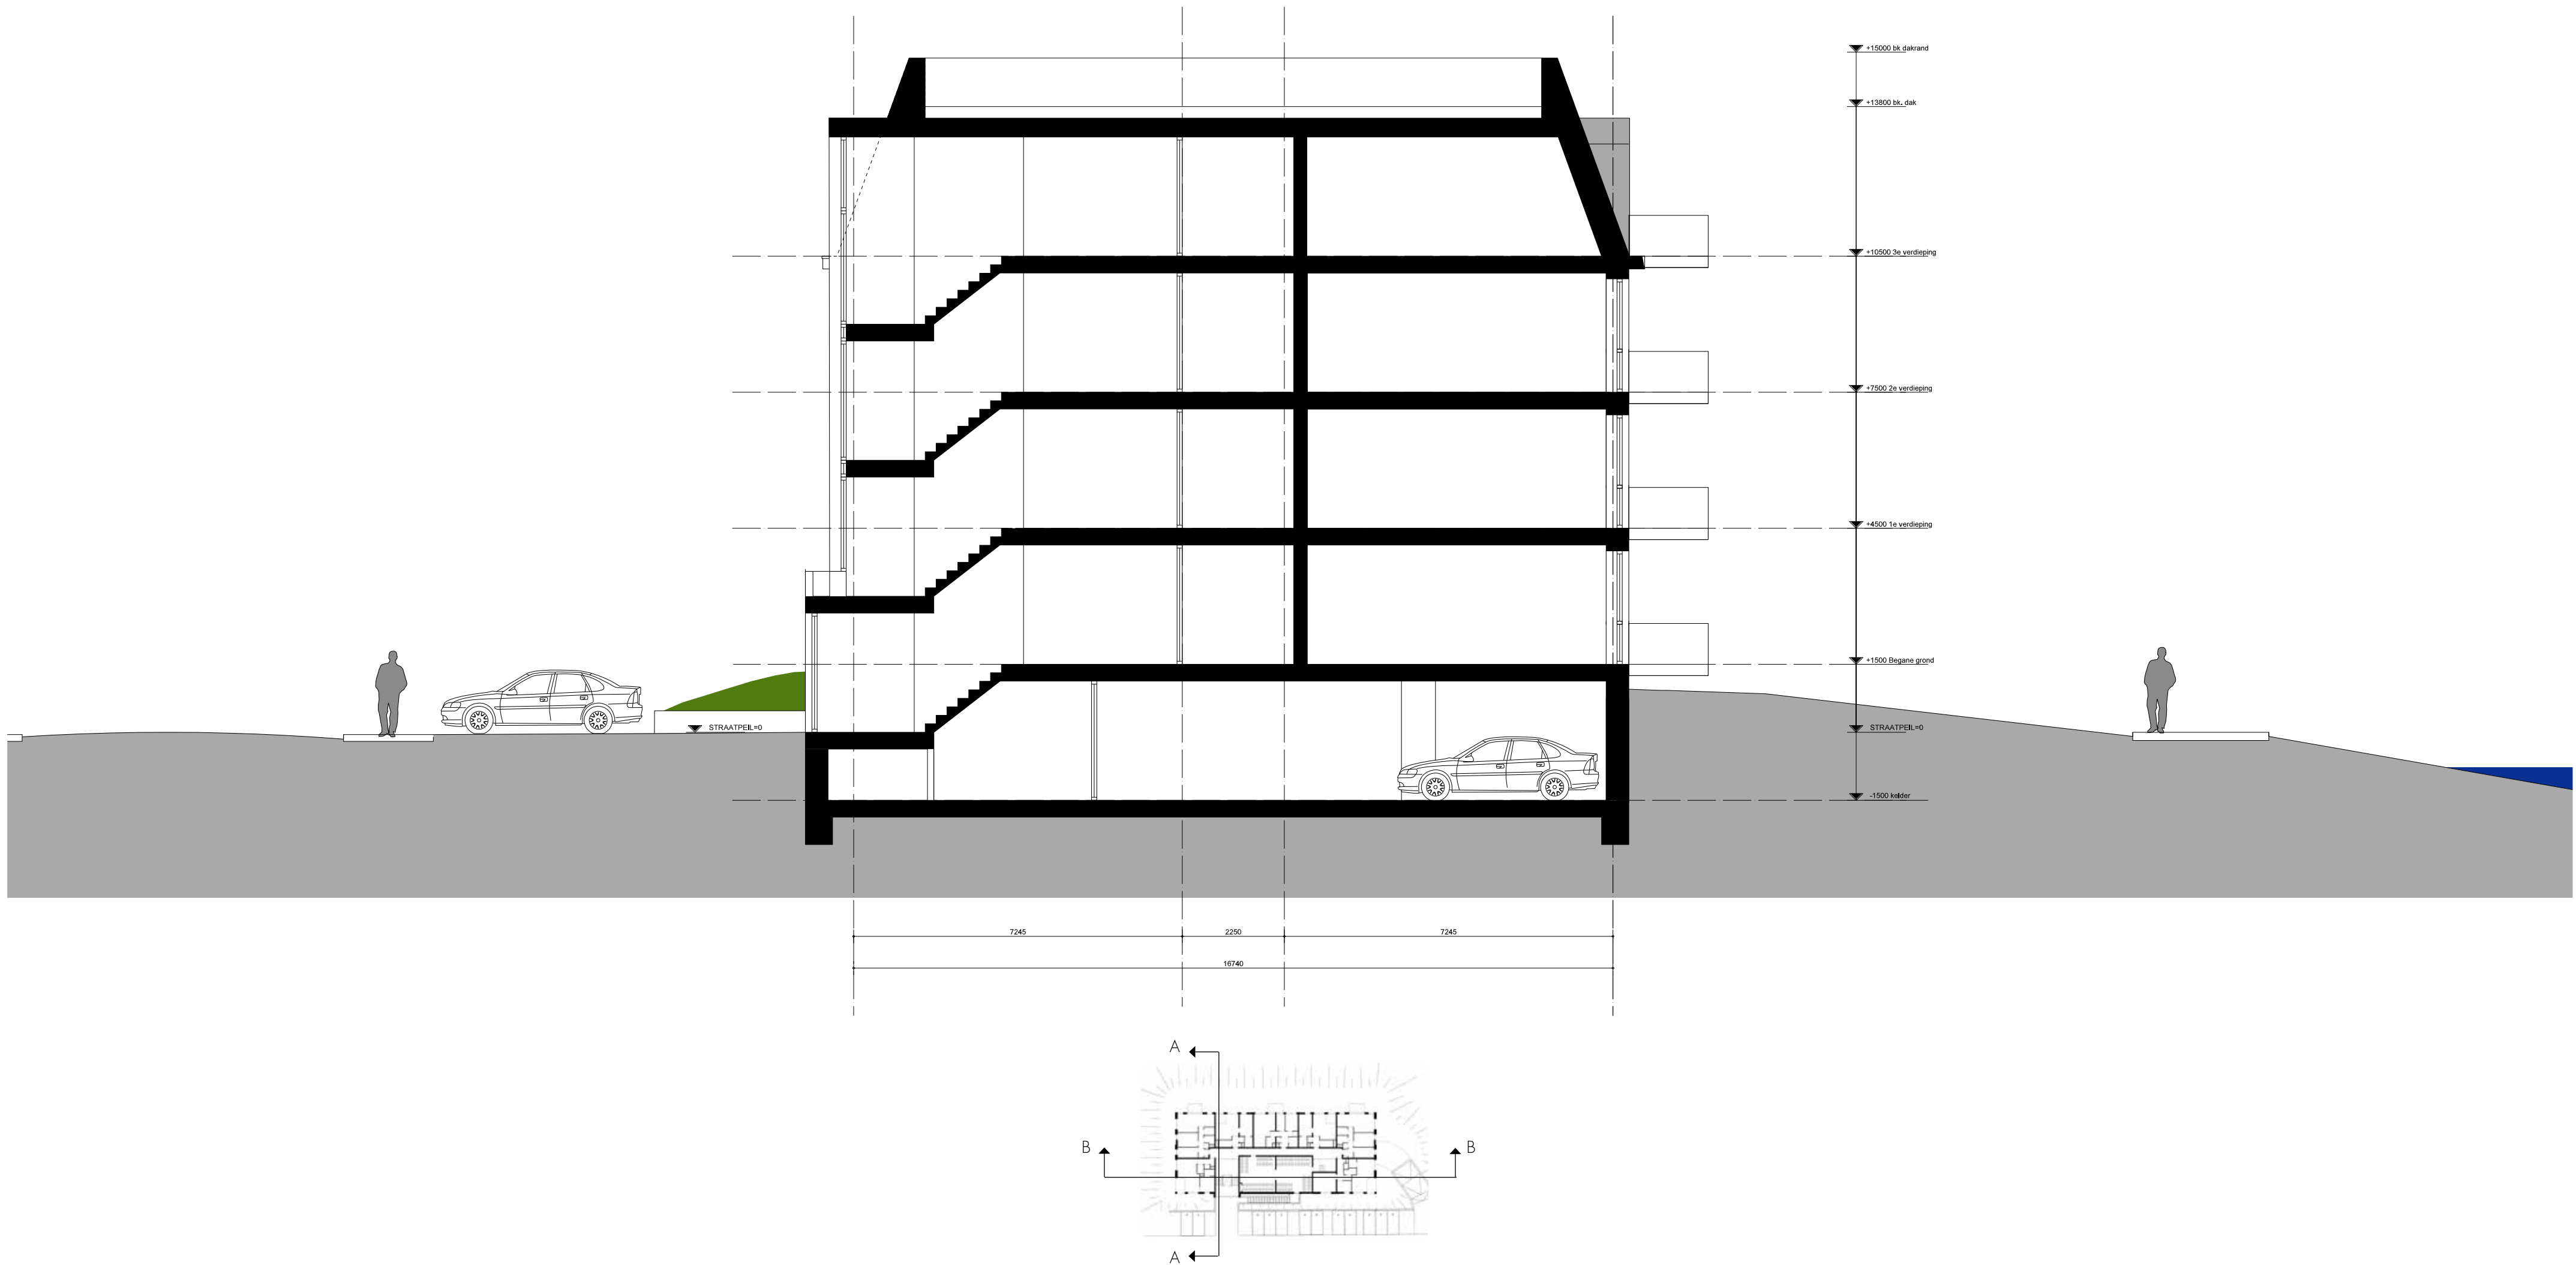 +15000 bk dakrand
+13800 bk. dak
+10500 3e verdieping
+7500 2e verdieping
+4500 1e verdieping
+1500 Begane grond
STRAATPEIL=0
STRAATPEIL=0
-1500 kelder
7245
2250
7245
16740
A
B
B
A